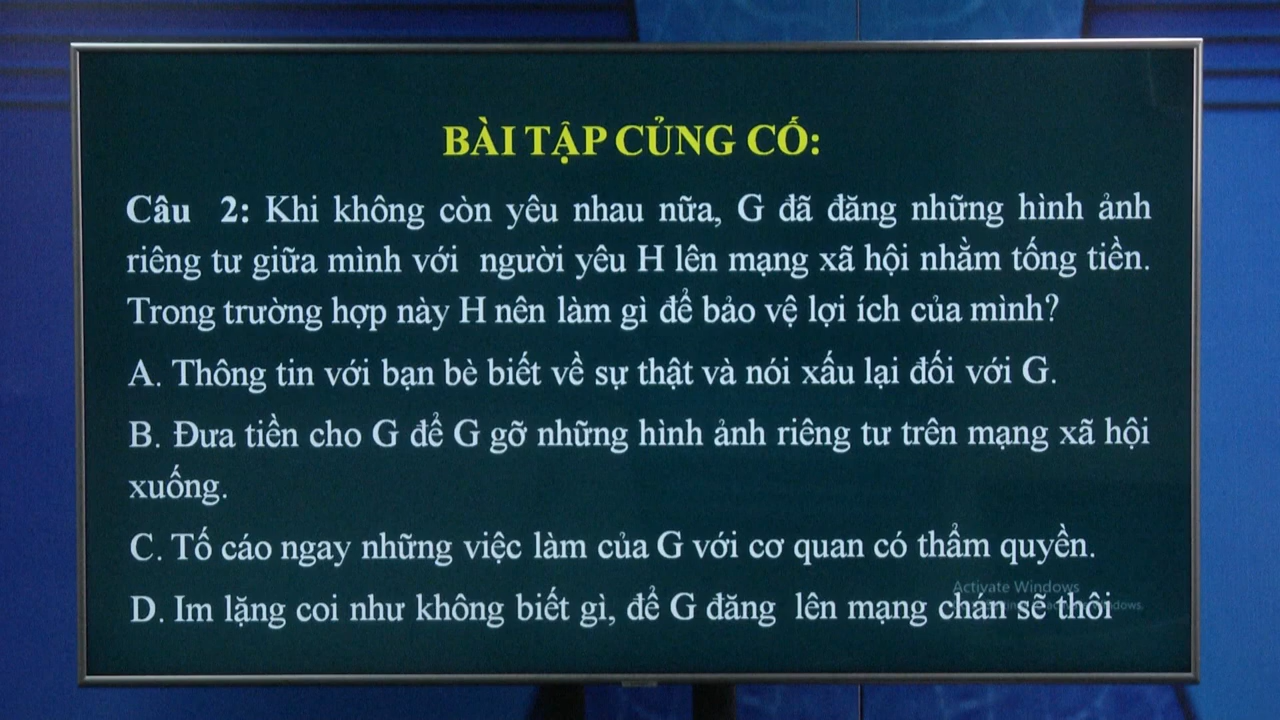 BÀI TẬP CỦNG CỐ:
Câu 2: Khi không còn yêu nhau nữa, G đã đăng những hình ảnh
riêng tư giữa mình với người yêu H lên mạng xã hội nhằm tống tiền.
Trong trường hợp này H nên làm gì để bảo vệ lợi ích của mình?
A. Thông tin với bạn bè biết về sự thật và nói xấu lại đối với G.
B. Đưa tiền cho G để G gỡ những hình ảnh riêng tư trên mạng xã hội
xuống.
C. Tố cáo ngay những việc làm của G với cơ quan có thẩm quyền.
Activate Windows
D. Im lặng coi như không biết gì, để G đăng lên mạng chán sẽ thôi